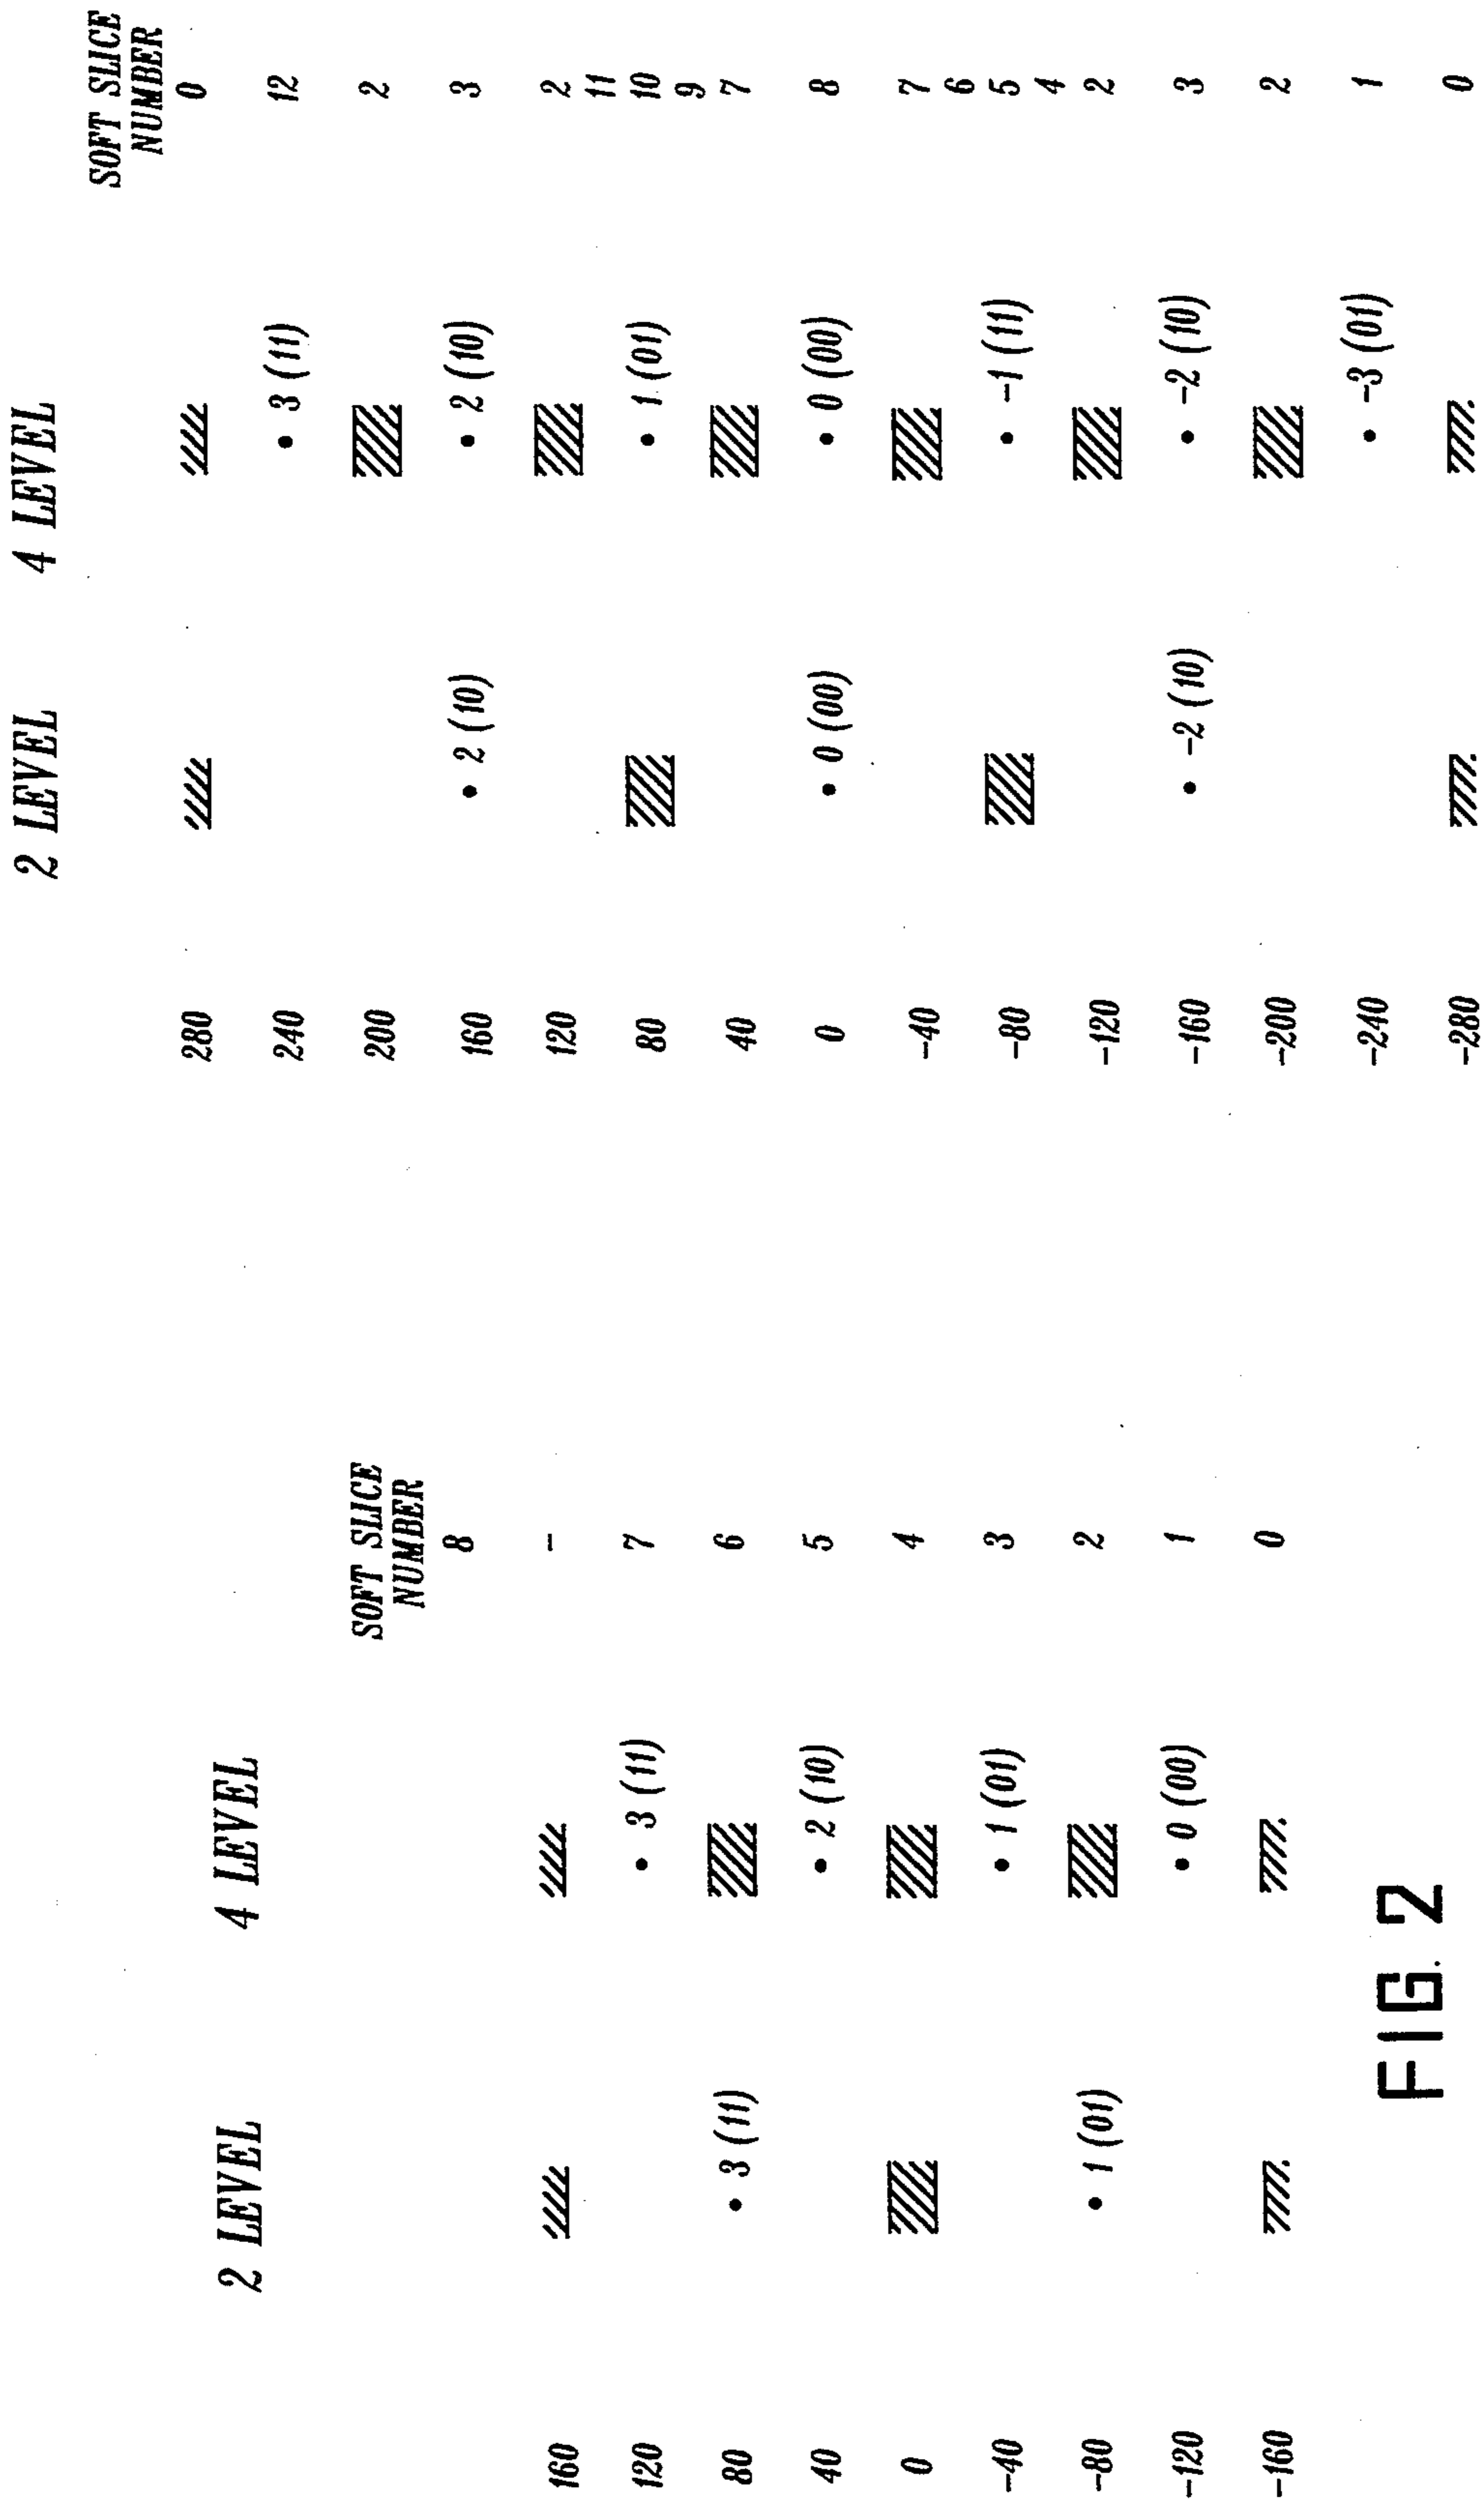 2 LEVEL 4 LEVEL
SOFT SLICE
NUMBER
8
160 –
120 3 (11) 7
80 3 (11) 6
40 2 (10) 5
0 4
-40 1 (01) 3
-80 1 (01) 2
-120 0 (00) 1
-160 0
2 LEVEL 4 LEVEL
SOFT SLICE
NUMBER
280 0
240 3 (11) 12
200 2
160 2 (10) 2 (10) 3
120 2
11
80 1 (01) 10
9
40 7
0 0 (00) 0 (00) 8
-40 7
6
-80 -1 (11) 5
4
-120 2
-160 -2 (10) -2 (10) 3
-200 2
-240 -3 (01) 1
-280 0
FIG. 2